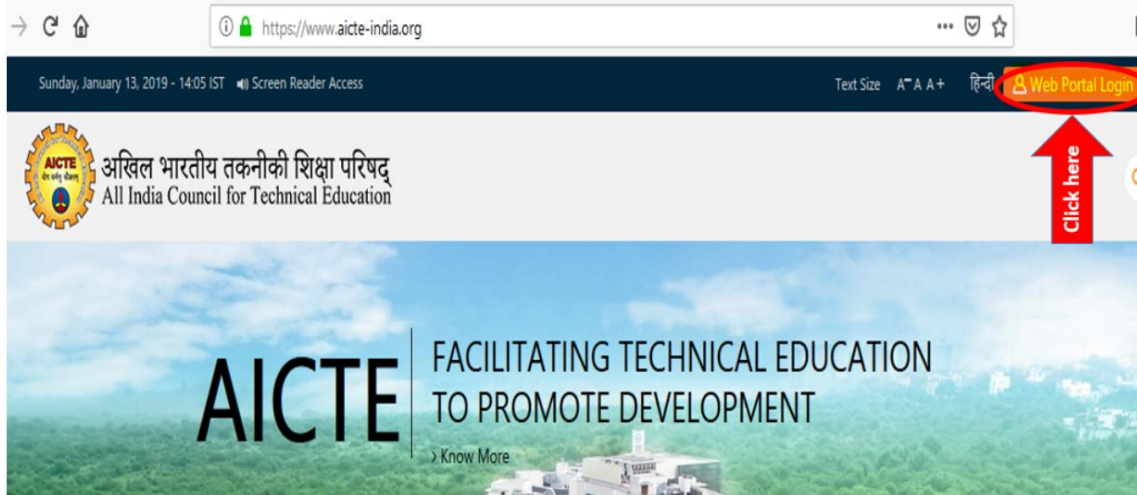 https://www.aicte-india.org
Sunday, January 13, 2019 - 14:05 IST Screen Reader Access Text Size A- A A+ हिन्दी Web Portal Login
Click here
AICTE
अखिल भारतीय तकनीकी शिक्षा परिषद्
All India Council for Technical Education
AICTE
FACILITATING TECHNICAL EDUCATION
TO PROMOTE DEVELOPMENT
> Know More